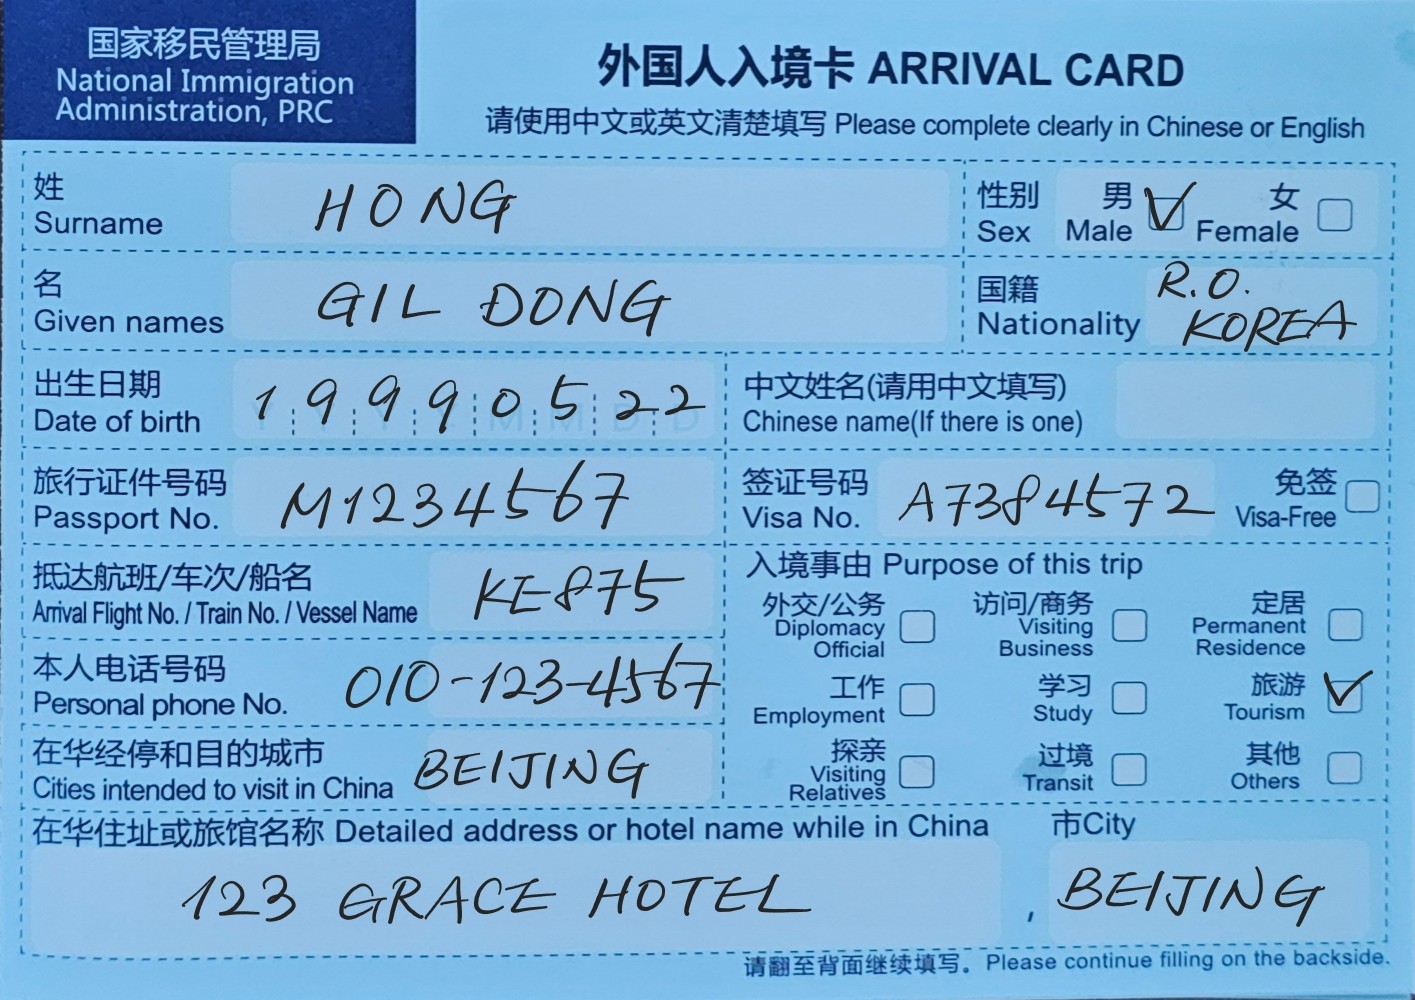 国家移民管理局
National Immigration
Administration, PRC
外国人入境卡 ARRIVAL CARD
请使用中文或英文清楚填写 Please complete clearly in Chinese or English
姓
Surname
HONG
性别
Sex
男
Male
女
Female
名
Given names
GIL DONG
国籍
Nationality
R.O.
KOREA
出生日期
Date of birth
19990522
中文姓名(请用中文填写)
Chinese name(If there is one)
旅行证件号码
Passport No.
M1234567
签证号码
Visa No.
A7384572
免签
Visa-Free
抵达航班/车次/船名
Arrival Flight No. / Train No. / Vessel Name
KE875
本人电话号码
Personal phone No.
010-123-4567
在华经停和目的城市
Cities intended to visit in China
BEIJING
入境事由 Purpose of this trip
外交/公务
Diplomacy
Official
访问/商务
Visiting
Business
定居
Permanent
Residence
工作
Employment
学习
Study
旅游
Tourism
探亲
Visiting
Relatives
过境
Transit
其他
Others
在华住址或旅馆名称 Detailed address or hotel name while in China
市City
123 GRACE HOTEL
, BEIJING
请翻至背面继续填写。Please continue filling on the backside.